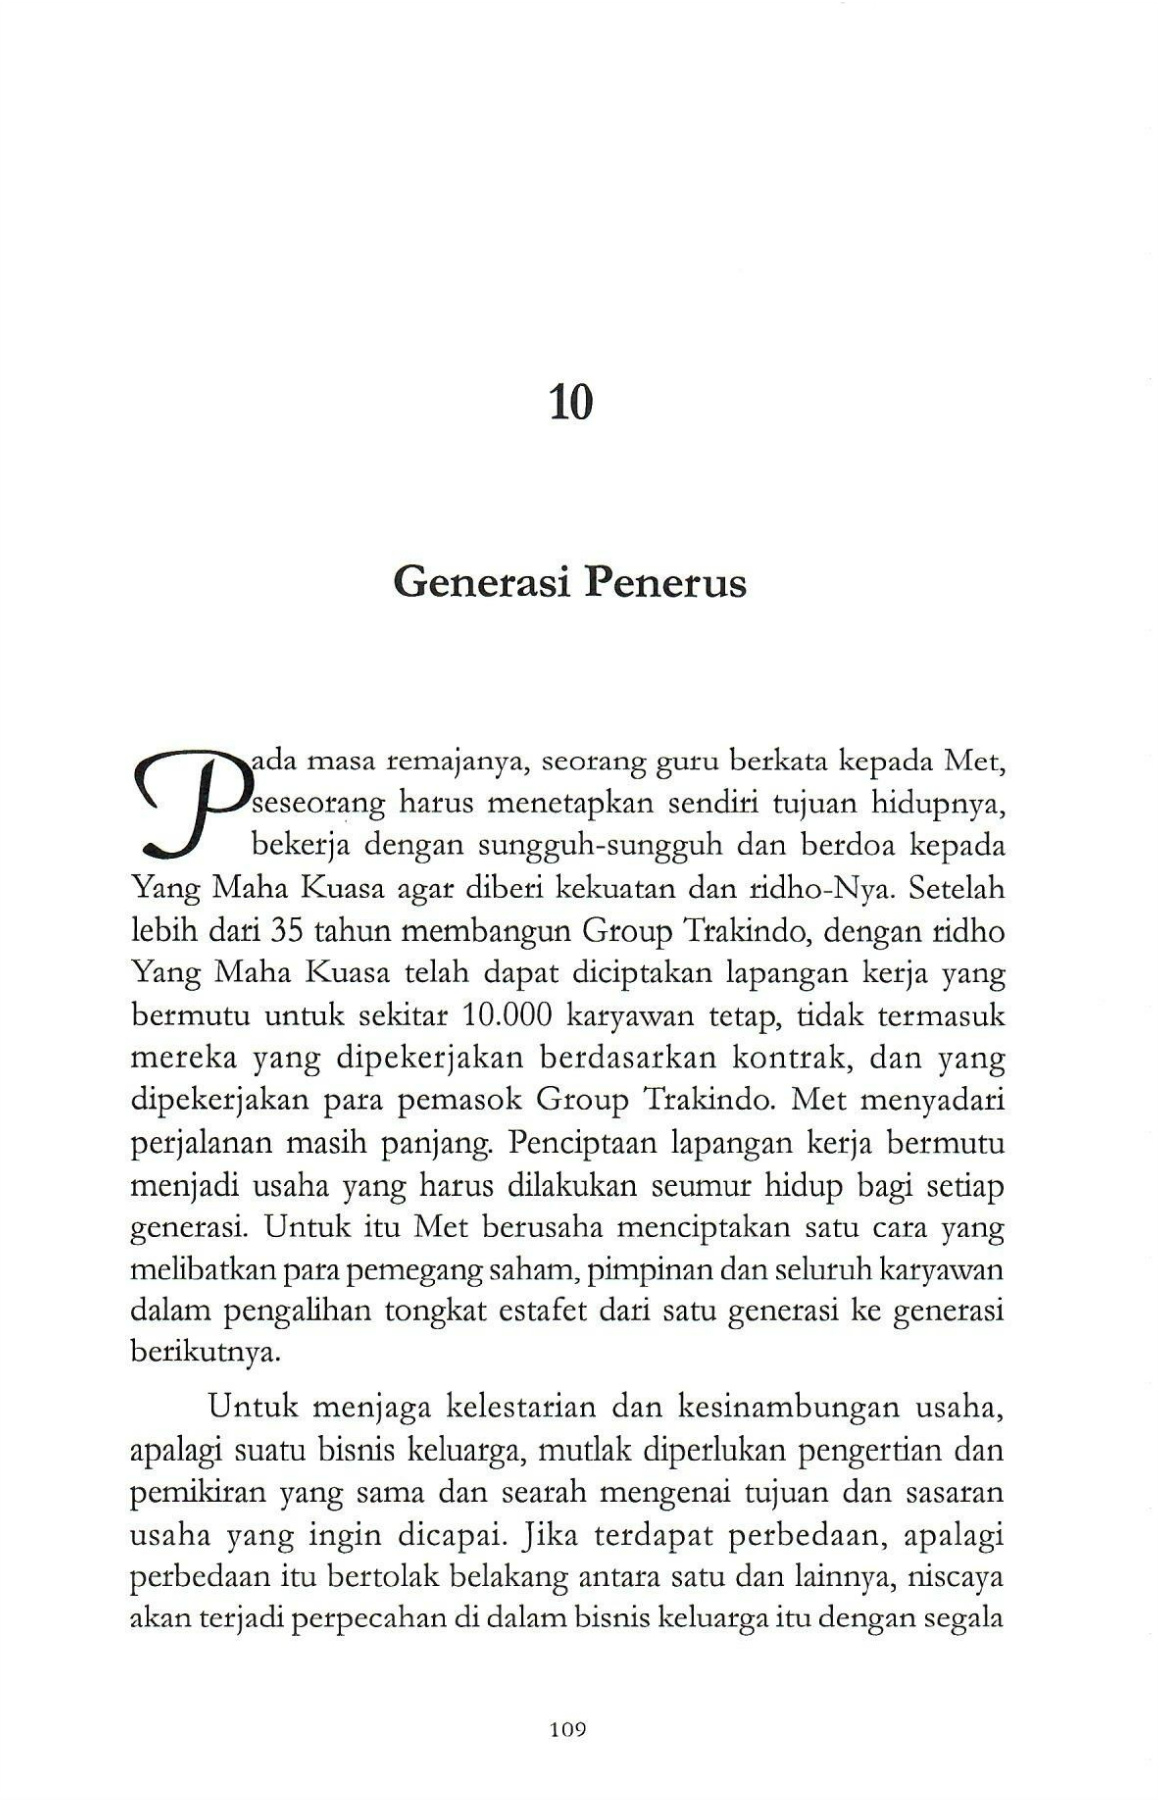 10
Generasi Penerus
Pada masa remajanya, seorang guru berkata kepada Met,
seseorang harus menetapkan sendiri tujuan hidupnya,
bekerja dengan sungguh-sungguh dan berdoa kepada
Yang Maha Kuasa agar diberi kekuatan dan ridho-Nya. Setelah
lebih dari 35 tahun membangun Group Trakindo, dengan ridho
Yang Maha Kuasa telah dapat diciptakan lapangan kerja yang
bermutu untuk sekitar 10.000 karyawan tetap, tidak termasuk
mereka yang dipekerjakan berdasarkan kontrak, dan yang
dipekerjakan para pemasok Group Trakindo. Met menyadari
perjalanan masih panjang. Penciptaan lapangan kerja bermutu
menjadi usaha yang harus dilakukan seumur hidup bagi setiap
generasi. Untuk itu Met berusaha menciptakan satu cara yang
melibatkan para pemegang saham, pimpinan dan seluruh karyawan
dalam pengalihan tongkat estafet dari satu generasi ke generasi
berikutnya.
Untuk menjaga kelestarian dan kesinambungan usaha,
apalagi suatu bisnis keluarga, mutlak diperlukan pengertian dan
pemikiran yang sama dan searah mengenai tujuan dan sasaran
usaha yang ingin dicapai. Jika terdapat perbedaan, apalagi
perbedaan itu bertolak belakang antara satu dan lainnya, niscaya
akan terjadi perpecahan di dalam bisnis keluarga itu dengan segala
109